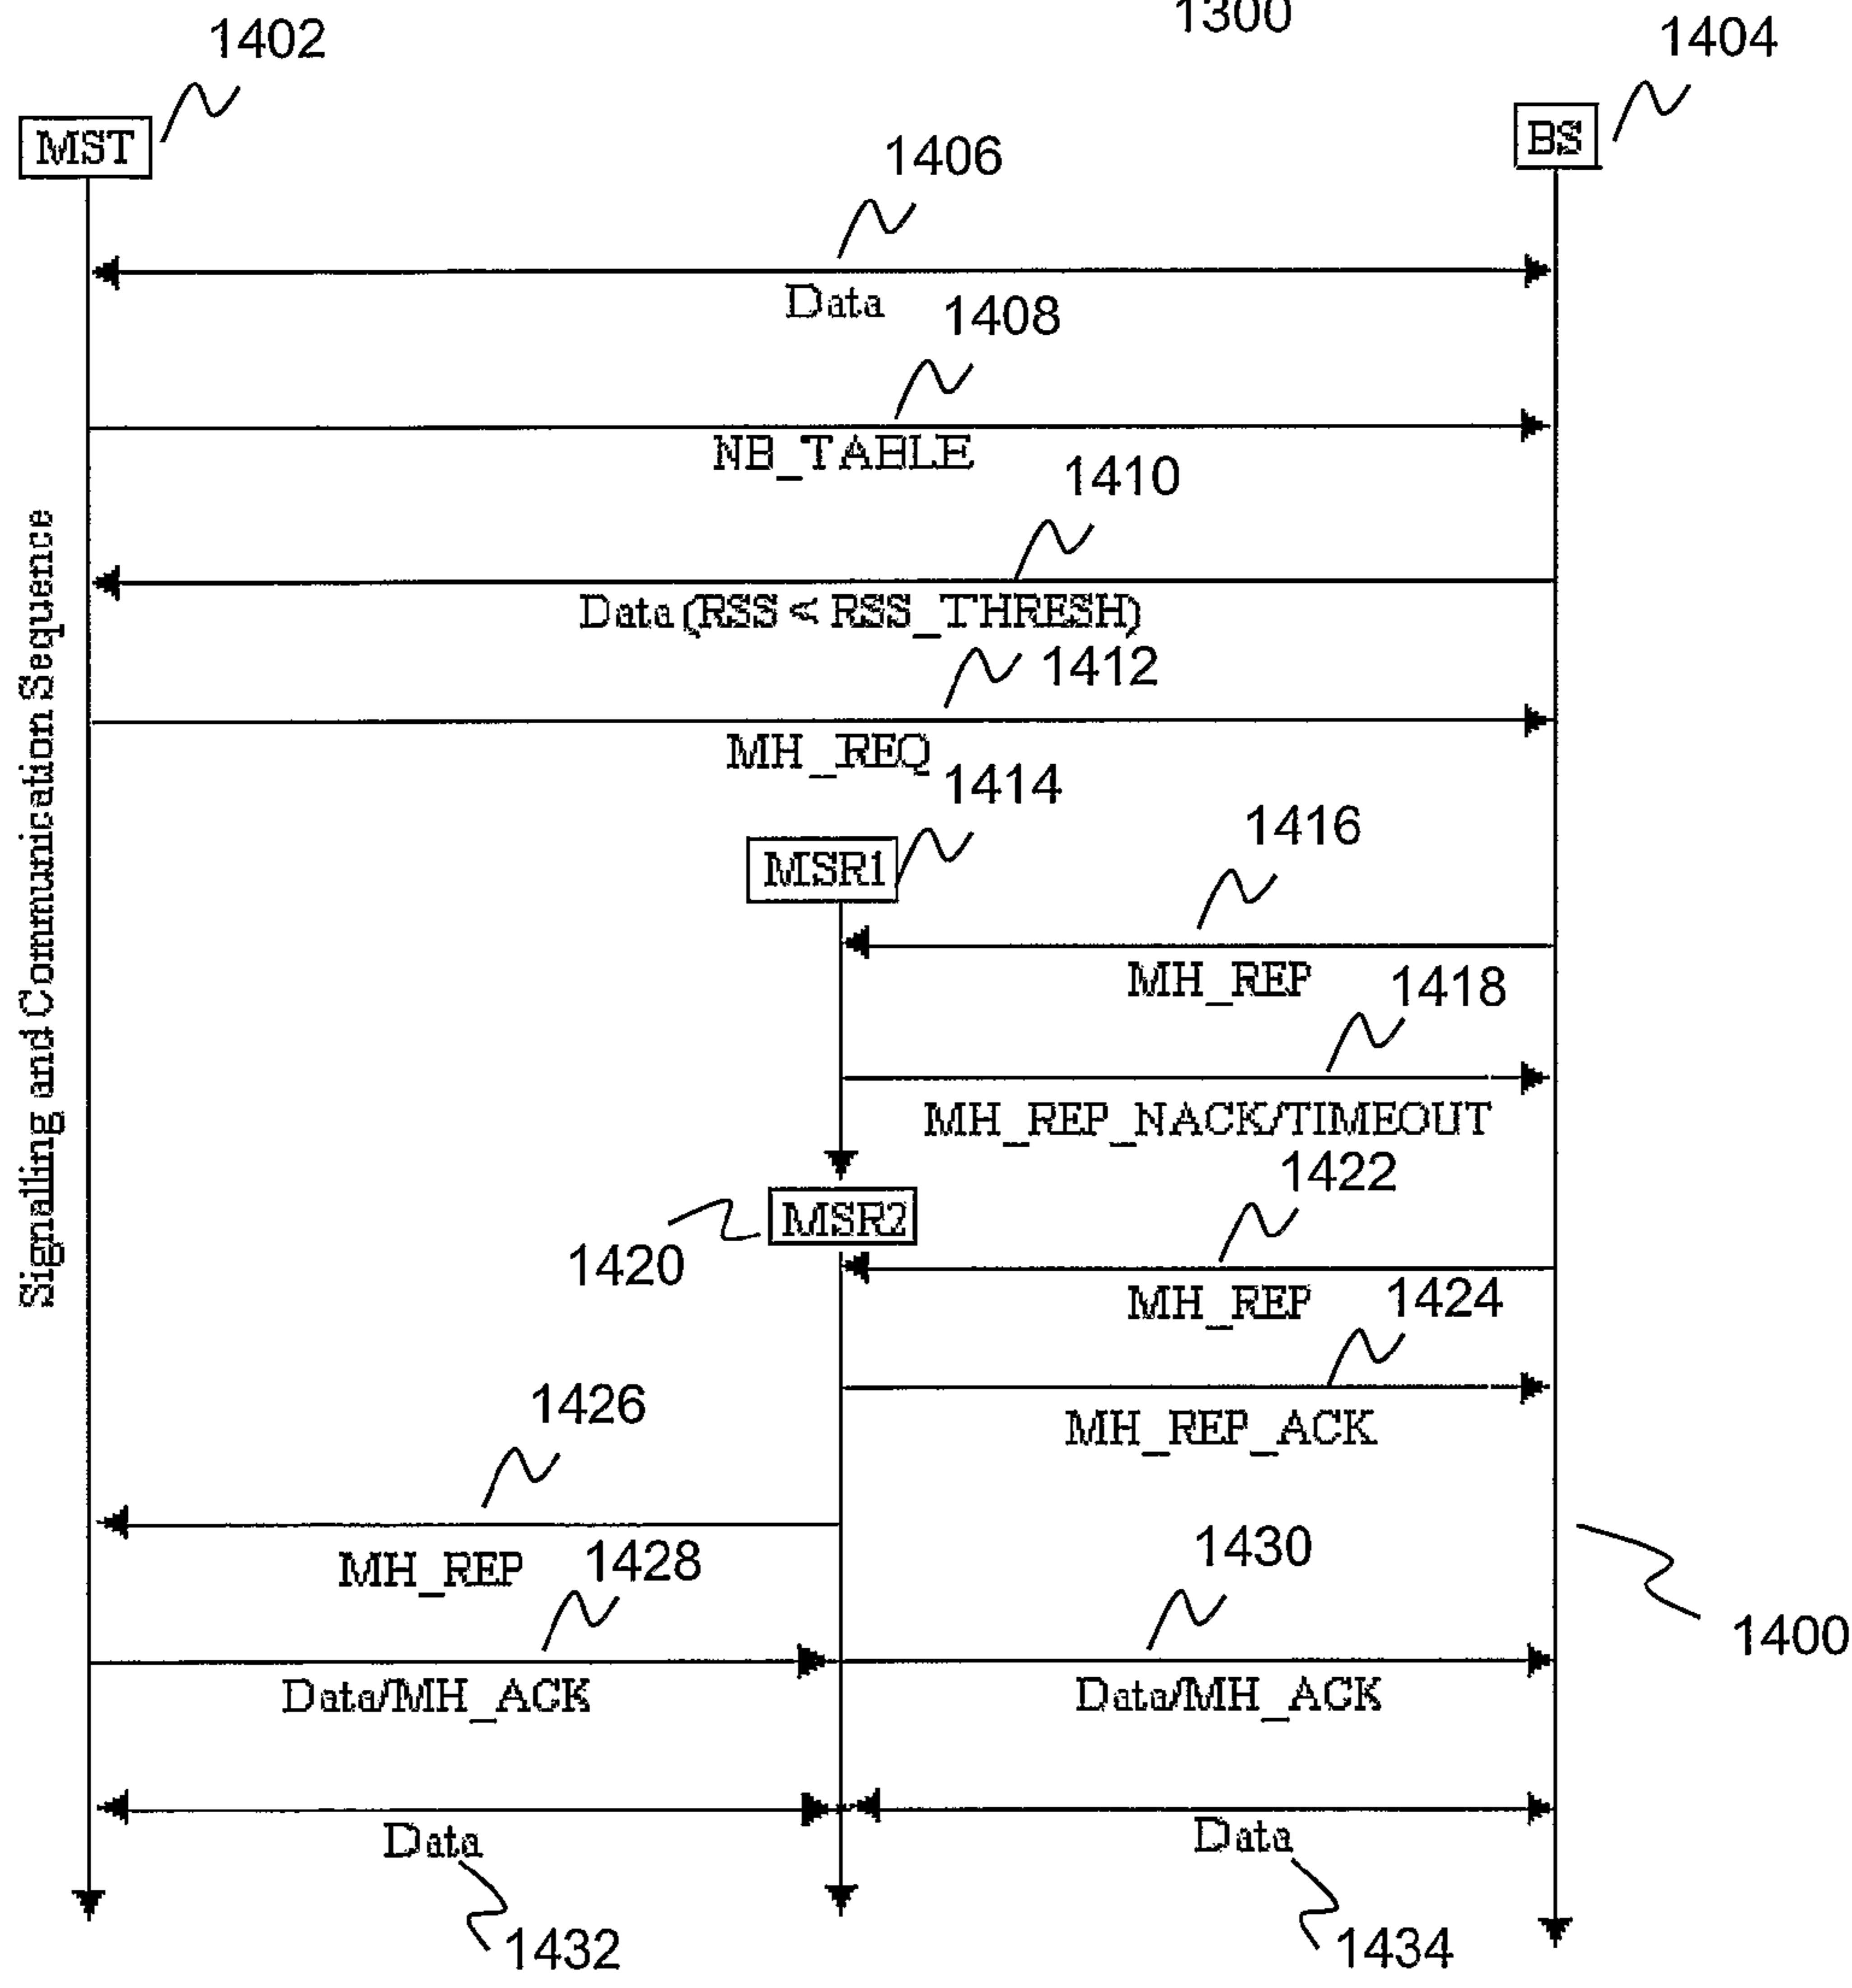 1300
1402
1404
MST
BS
1406
Data
1408
NB_TABLE
1410
Data (RSS < RSS_THRESH)
1412
MH_REQ
1414
MSR1
1416
MH_REP
1418
MH_REP_NACK/TIMEOUT
1422
MSR2
1420
MH_REP
1424
MH_REP_ACK
1426
MH_REP
1428
1430
Data/MH_ACK
Data/MH_ACK
1400
Data
Data
1432
1434
Signalling and Communication Sequence